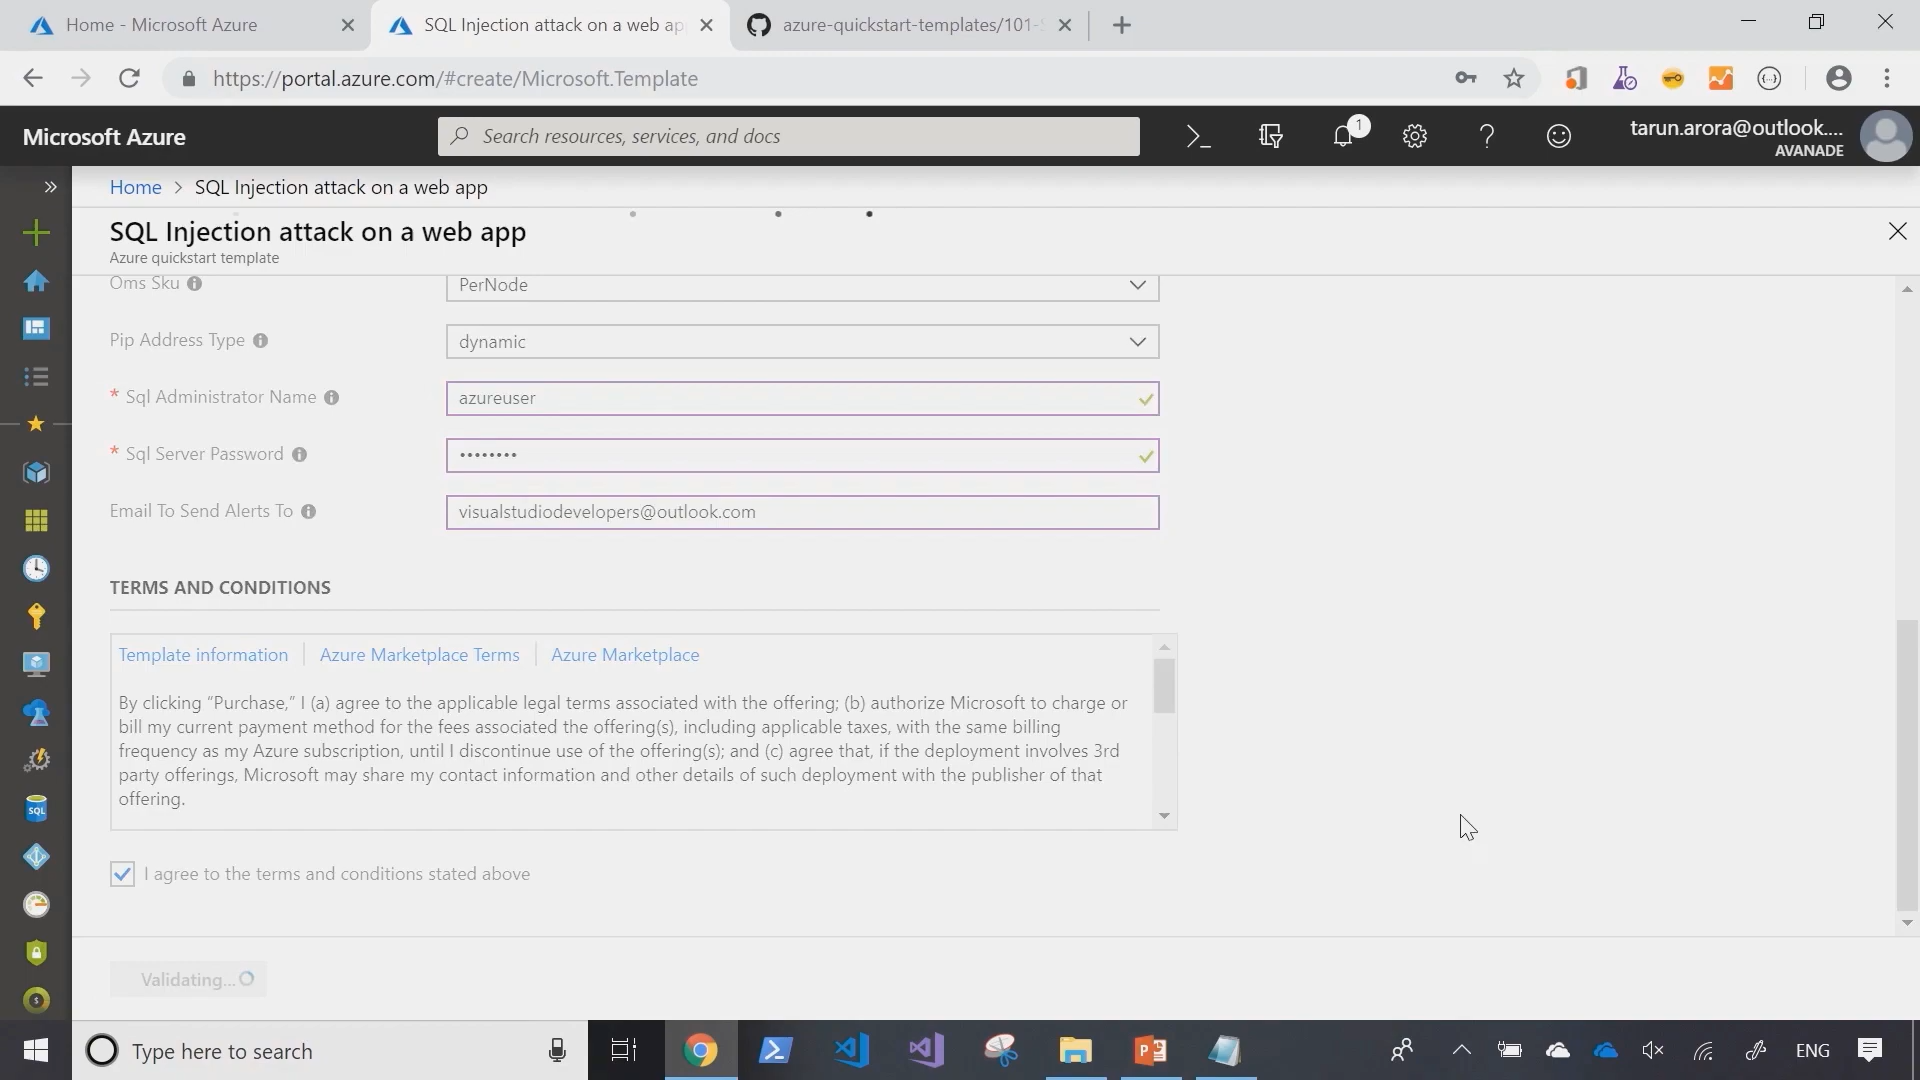 Home - Microsoft Azure
SQL Injection attack on a web ap
azure-quickstart-templates/101-S
https://portal.azure.com/#create/Microsoft.Template
Microsoft Azure
Search resources, services, and docs
1
tarun.arora@outlook....
AVANADE
Home > SQL Injection attack on a web app
SQL Injection attack on a web app
Azure quickstart template
Oms Sku
PerNode
Pip Address Type
dynamic
* Sql Administrator Name
azureuser
* Sql Server Password
••••••••
Email To Send Alerts To
visualstudiodevelopers@outlook.com
TERMS AND CONDITIONS
Template information
Azure Marketplace Terms
Azure Marketplace
By clicking “Purchase,” I (a) agree to the applicable legal terms associated with the offering; (b) authorize Microsoft to charge or
bill my current payment method for the fees associated the offering(s), including applicable taxes, with the same billing
frequency as my Azure subscription, until I discontinue use of the offering(s); and (c) agree that, if the deployment involves 3rd
party offerings, Microsoft may share my contact information and other details of such deployment with the publisher of that
offering.
I agree to the terms and conditions stated above
Validating...
SQL
Type here to search
ENG